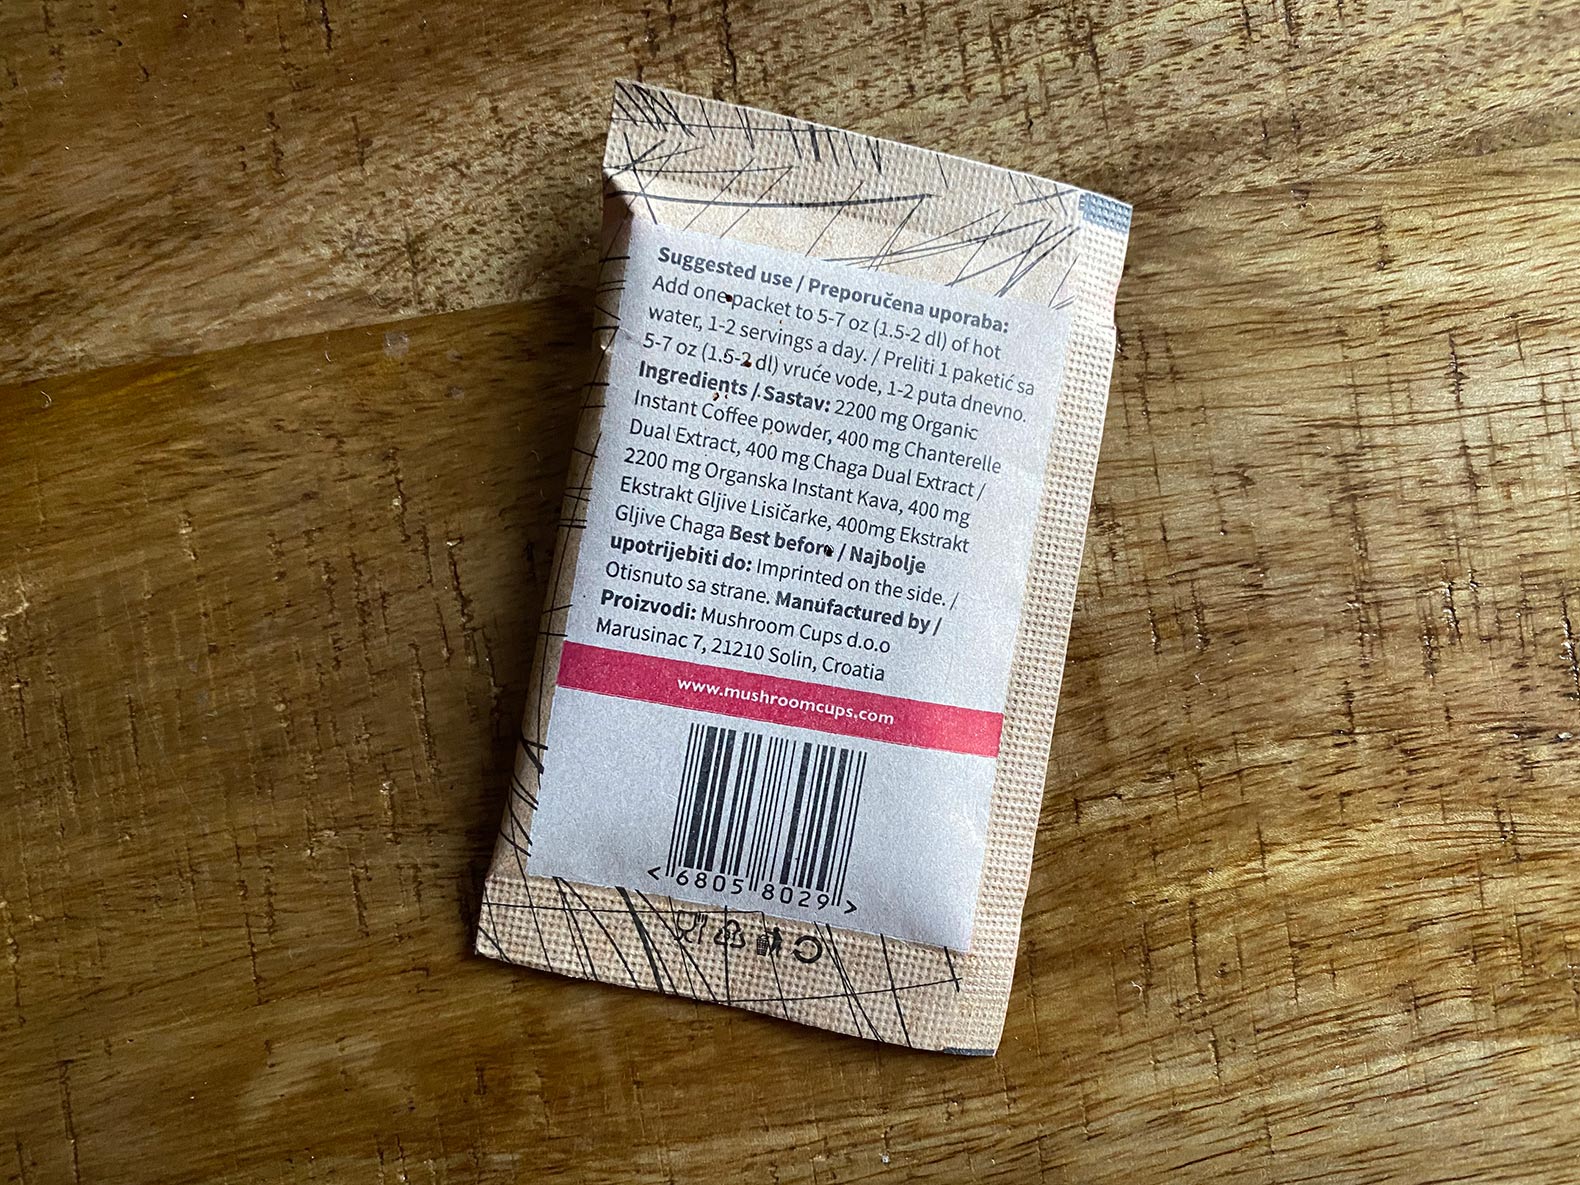 Suggested use / Preporučena uporaba:
Add one packet to 5-7 oz (1.5-2 dl) of hot
water, 1-2 servings a day. / Preliti 1 paketić sa
5-7 oz (1.5-2 dl) vruće vode, 1-2 puta dnevno.
Ingredients / Sastav: 2200 mg Organic
Instant Coffee powder, 400 mg Chanterelle
Dual Extract, 400 mg Chaga Dual Extract /
2200 mg Organska Instant Kava, 400 mg
Ekstrakt Gljive Lisičarke, 400mg Ekstrakt
Gljive Chaga Best before / Najbolje
upotrijebiti do: Imprinted on the side. /
Otisnuto sa strane. Manufactured by /
Proizvodi: Mushroom Cups d.o.o
Marusinac 7, 21210 Solin, Croatia
www.mushroomcups.com
< 6805 8029 >